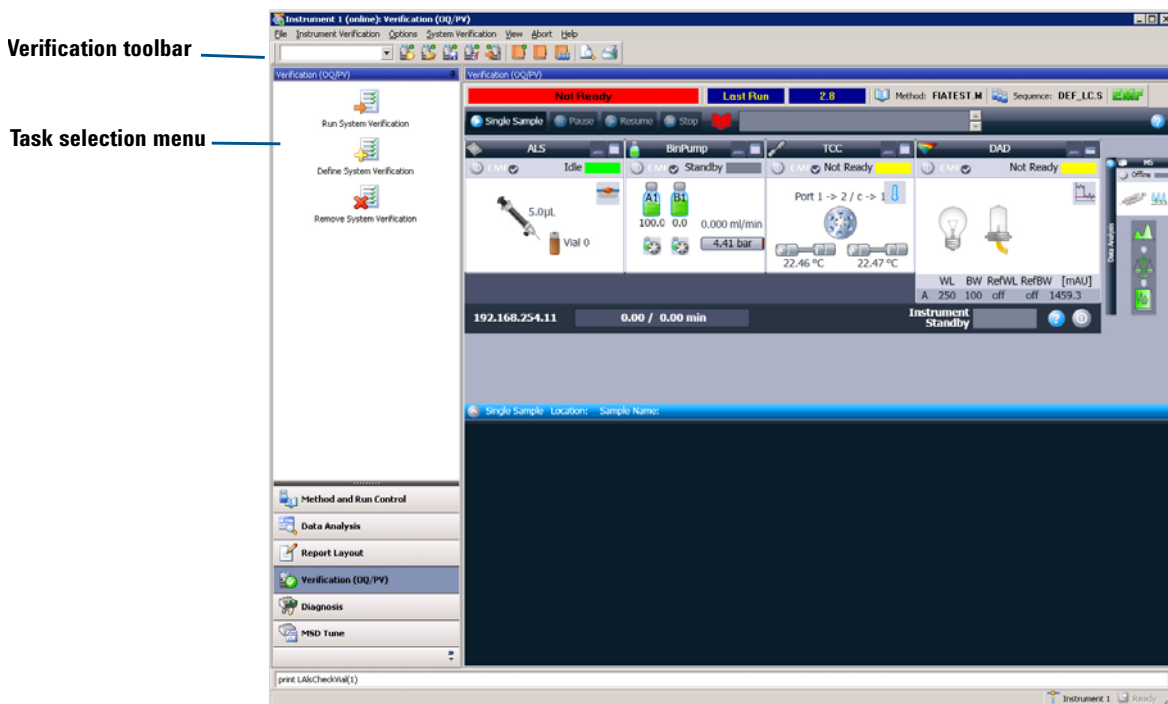 Verification toolbar
Task selection menu
Instrument 1 (online): Verification (OQ/PV)
File Instrument Verification Options System Verification View Abort Help
Verification (OQ/PV)
Run System Verification
Define System Verification
Remove System Verification
Method and Run Control
Data Analysis
Report Layout
Verification (OQ/PV)
Diagnosis
MSD Tune
Verification (OQ/PV)
Not Ready Last Run 2.8 Method: FIATEST.M Sequence: DEF_LC.S EMF
Single Sample Pause Resume Stop
ALS BinPump TCC DAD MS
EMF Idle EMF Standby EMF Not Ready EMF Not Ready Offline
5.0µL
Vial 0
A1 B1
100.0 0.0 0.000 ml/min
4.41 bar
Port 1 -> 2 / c -> 1
22.46 °C 22.47 °C
WL BW RefWL RefBW [mAU]
A 250 100 off off 1459.3
Data Analysis
192.168.254.11 0.00 / 0.00 min Instrument
Standby
Single Sample Location: Sample Name:
print LAlsCheckVial(1)
Instrument 1 Ready